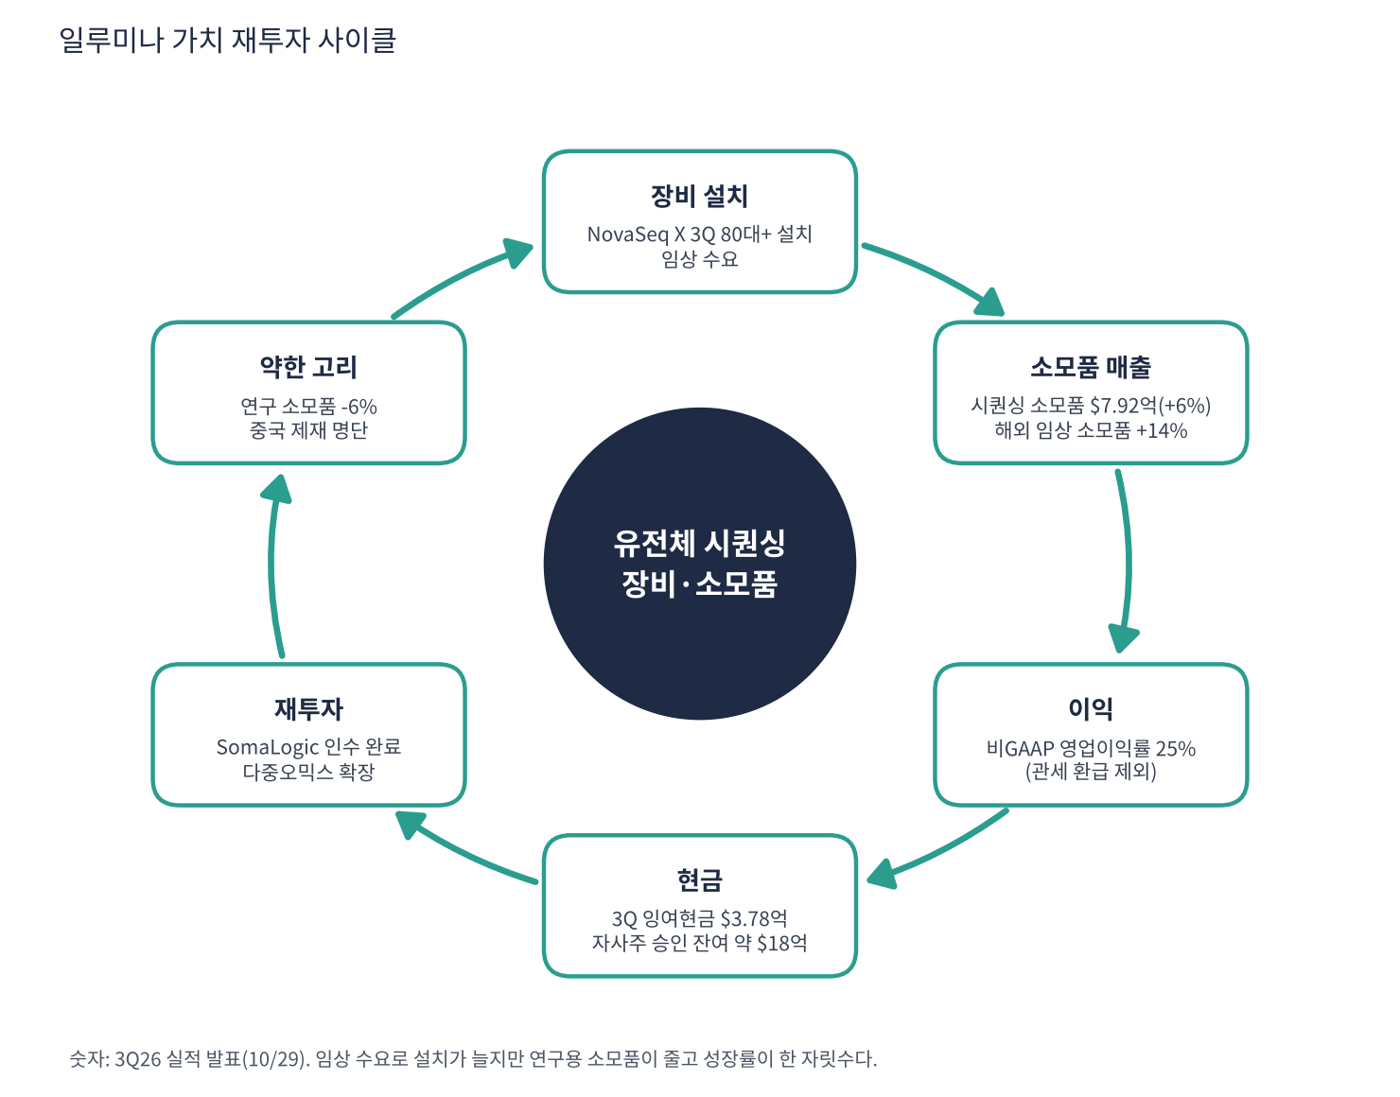 일루미나 가치 재투자 사이클
장비 설치
NovaSeq X 3Q 80대+ 설치
임상 수요
약한 고리
연구 소모품 -6%
중국 제재 명단
소모품 매출
시퀀싱 소모품 $7.92억(+6%)
해외 임상 소모품 +14%
유전체 시퀀싱
장비·소모품
재투자
SomaLogic 인수 완료
다중오믹스 확장
이익
비GAAP 영업이익률 25%
(관세 환급 제외)
현금
3Q 잉여현금 $3.78억
자사주 승인 잔여 약 $18억
숫자: 3Q26 실적 발표(10/29). 임상 수요로 설치가 늘지만 연구용 소모품이 줄고 성장률이 한 자릿수다.